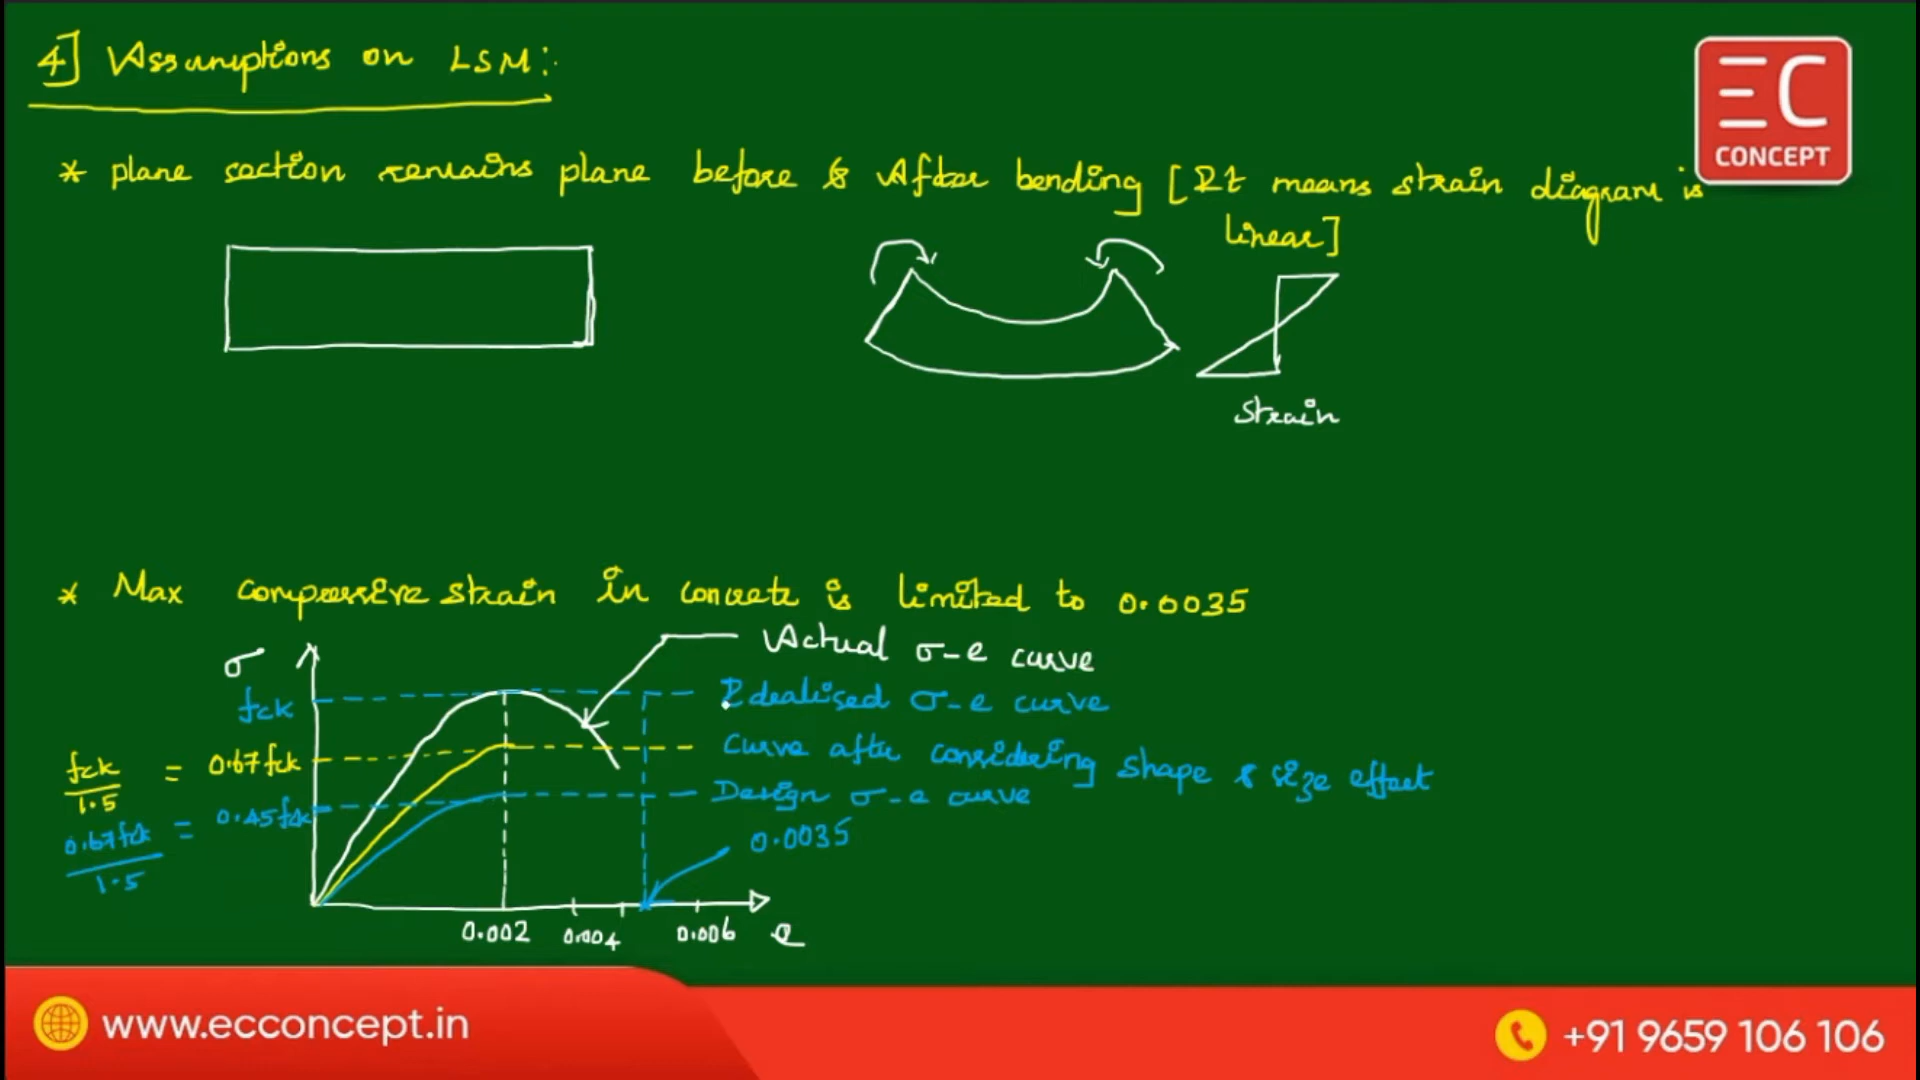 4] Assumptions on LSM:
EC
CONCEPT
* plane section remains plane before & After bending [It means strain diagram is
linear]
strain
* Max compressive strain in concrete is limited to 0.0035
σ
Actual σ-e curve
fck
Idealised σ-e curve
fck/1.5 = 0.67fck
Curve after considering shape & size effect
0.67fck/1.5 = 0.45fck
Design σ-e curve
0.0035
0.002 0.004 0.006 e
www.ecconcept.in
+91 9659 106 106